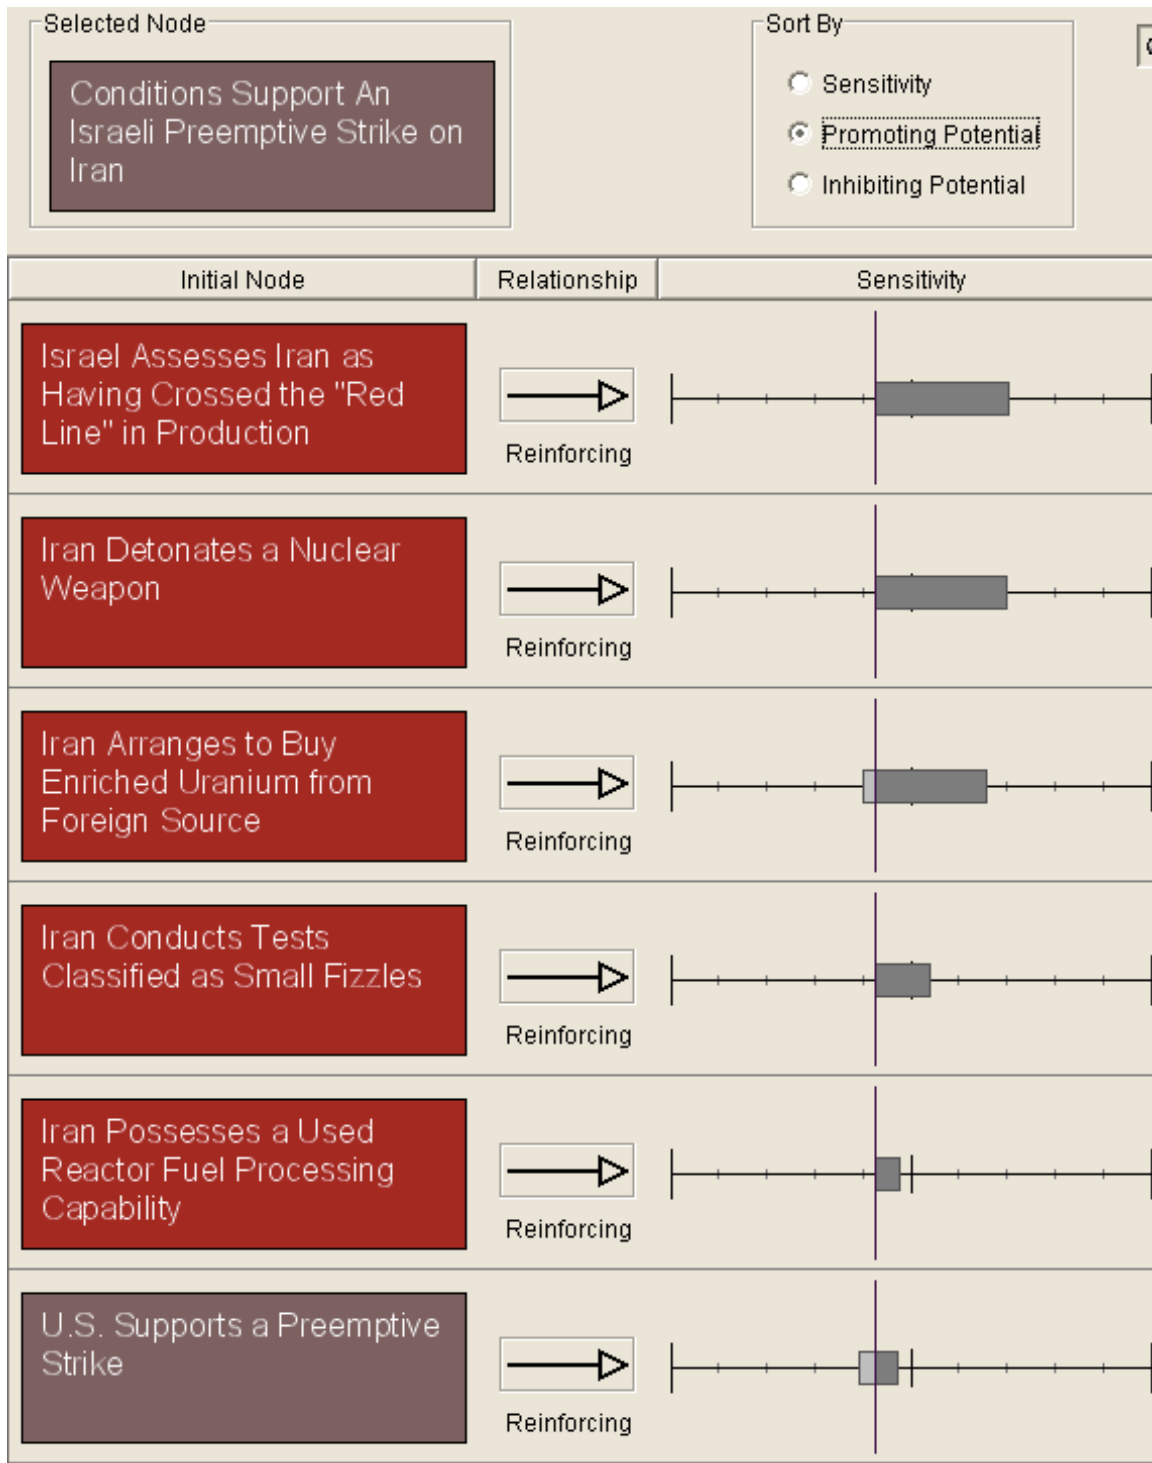 Selected Node
Sort By
Conditions Support An
Israeli Preemptive Strike on
Iran
Sensitivity
Promoting Potential
Inhibiting Potential
Initial Node
Relationship
Sensitivity
Israel Assesses Iran as
Having Crossed the "Red
Line" in Production
Reinforcing
Iran Detonates a Nuclear
Weapon
Reinforcing
Iran Arranges to Buy
Enriched Uranium from
Foreign Source
Reinforcing
Iran Conducts Tests
Classified as Small Fizzles
Reinforcing
Iran Possesses a Used
Reactor Fuel Processing
Capability
Reinforcing
U.S. Supports a Preemptive
Strike
Reinforcing